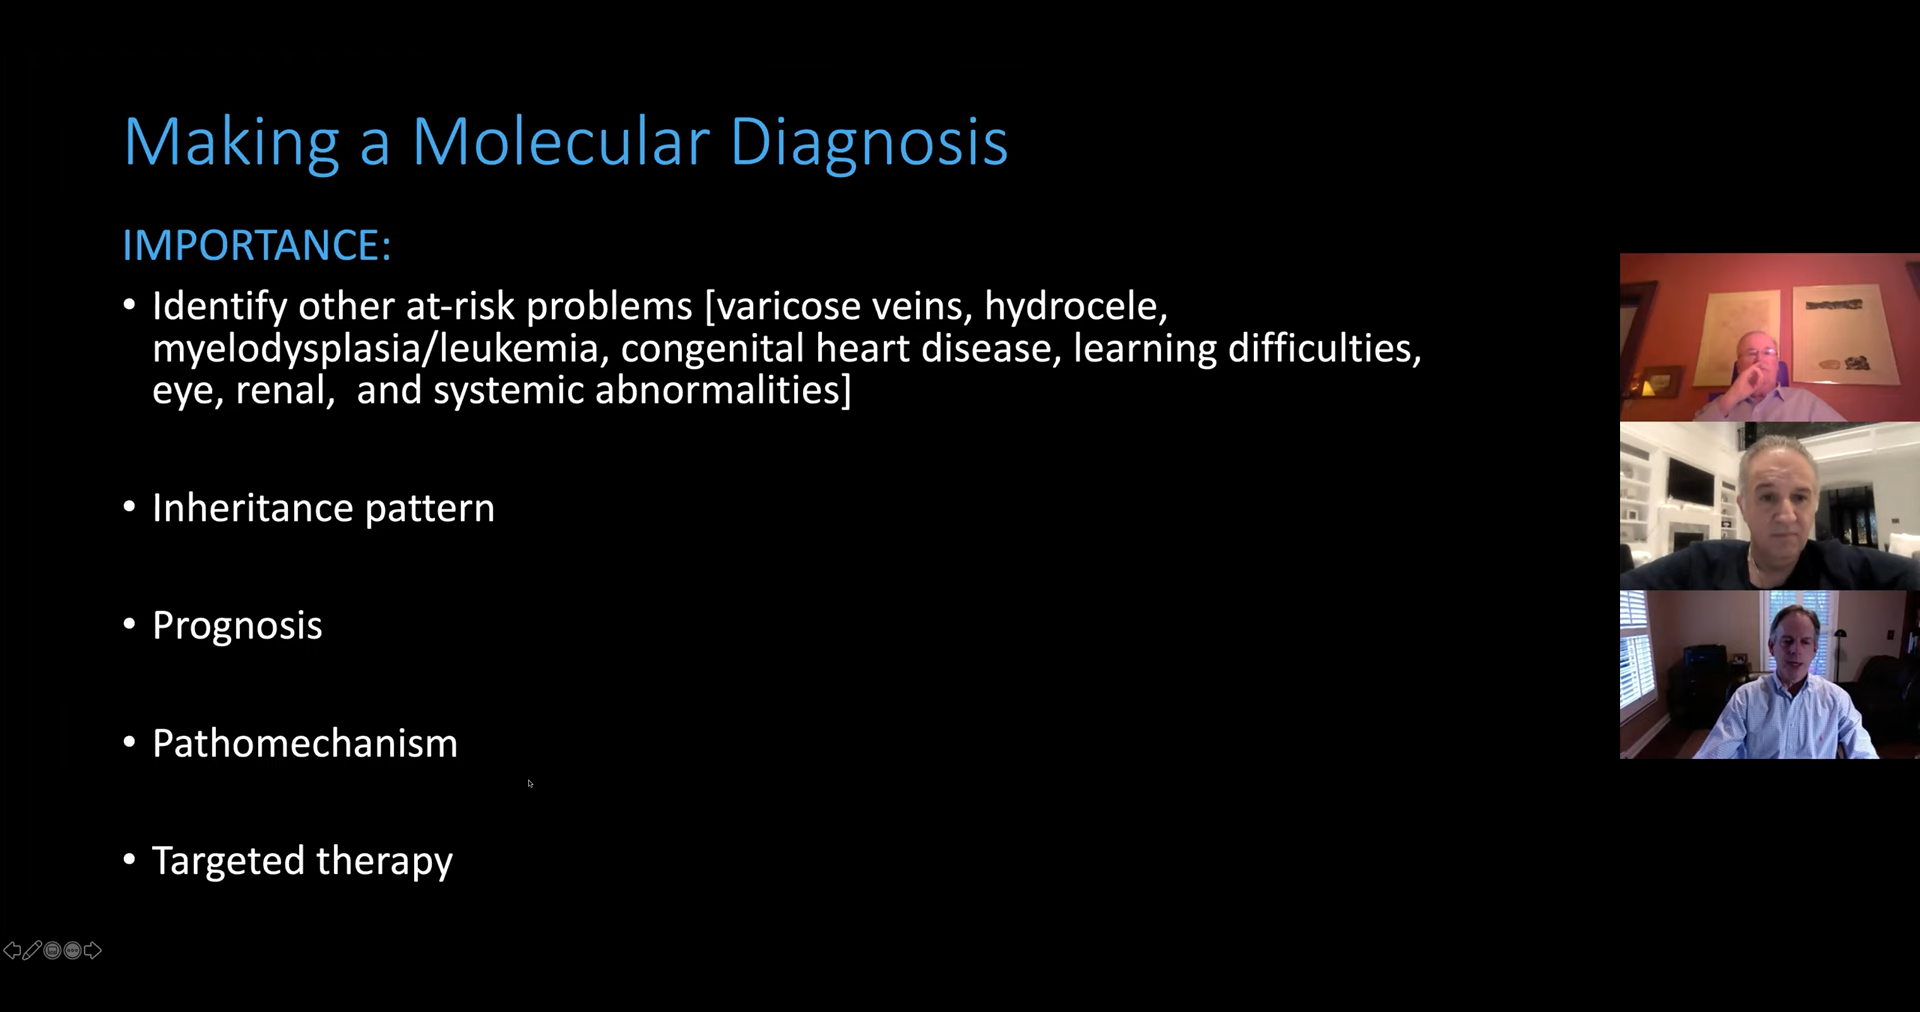 Making a Molecular Diagnosis
IMPORTANCE:
• Identify other at-risk problems [varicose veins, hydrocele,
myelodysplasia/leukemia, congenital heart disease, learning difficulties,
eye, renal,  and systemic abnormalities]
• Inheritance pattern
• Prognosis
• Pathomechanism
• Targeted therapy